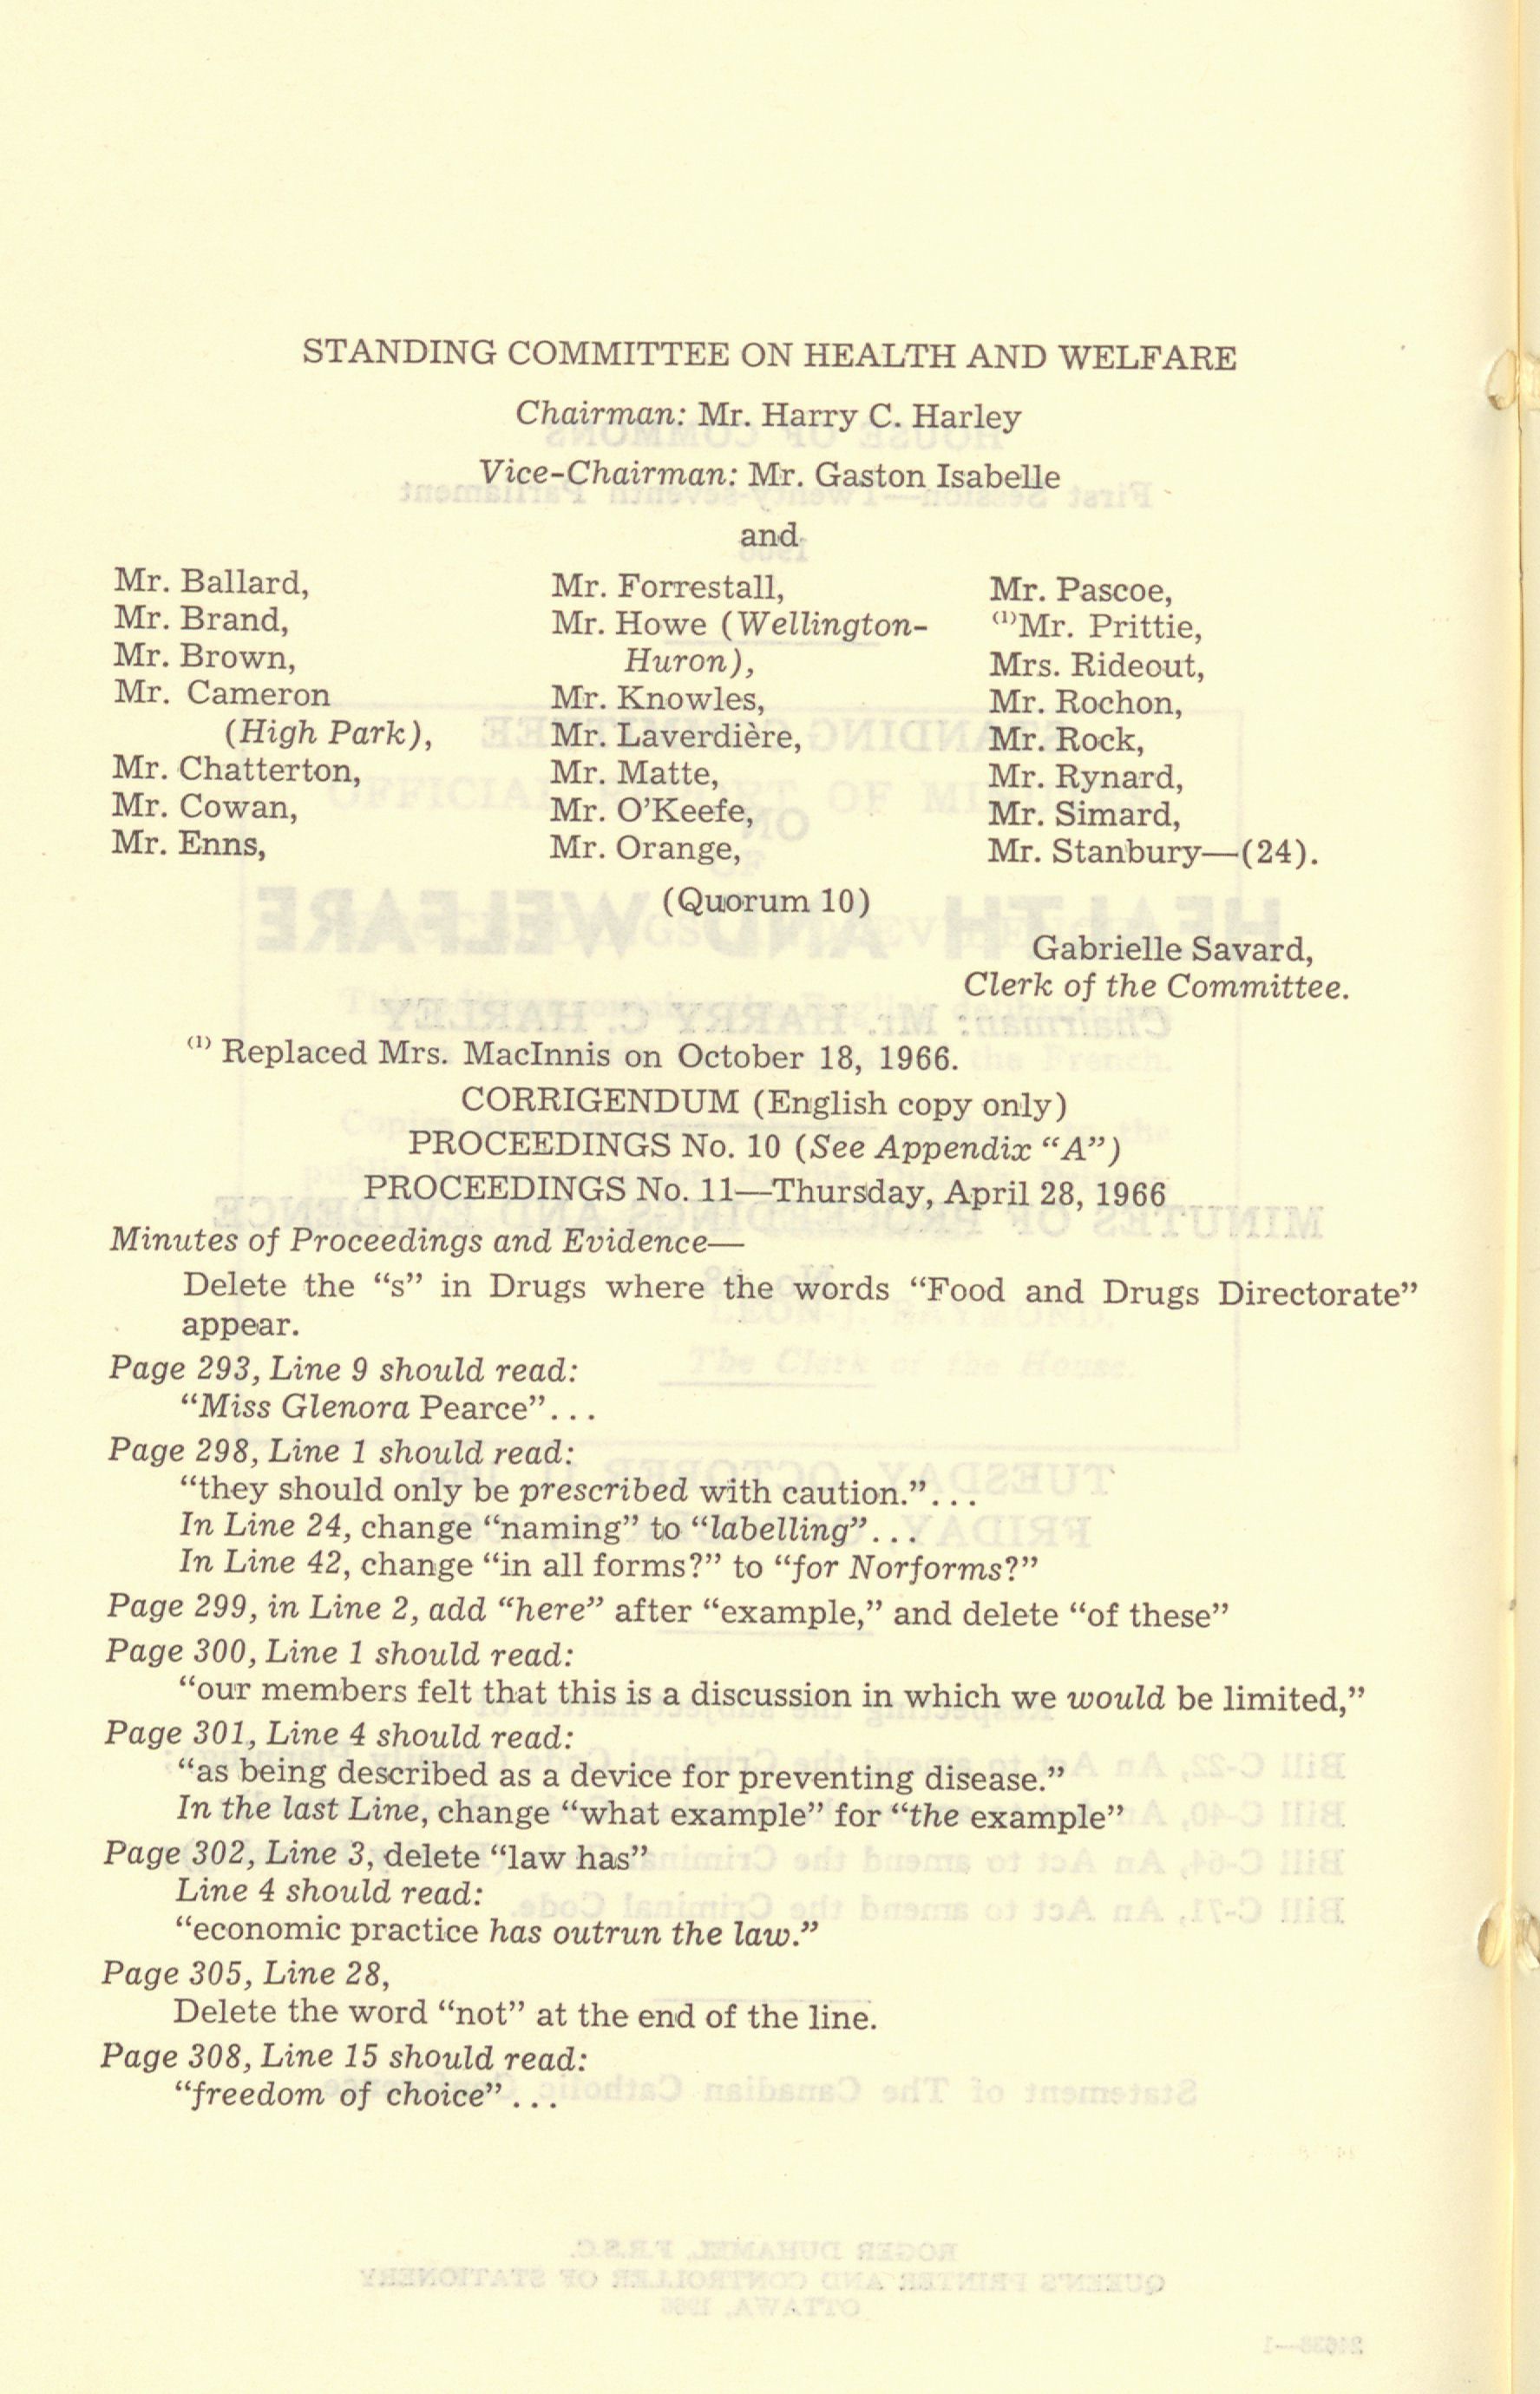 STANDING COMMITTEE ON HEALTH AND WELFARE
Chairman: Mr. Harry C. Harley
Vice-Chairman: Mr. Gaston Isabelle
and
Mr. Ballard,
Mr. Brand,
Mr. Brown,
Mr. Cameron
(High Park),
Mr. Chatterton,
Mr. Cowan,
Mr. Enns,
Mr. Forrestall,
Mr. Howe (Wellington-
Huron),
Mr. Knowles,
Mr. Laverdière,
Mr. Matte,
Mr. O'Keefe,
Mr. Orange,
Mr. Pascoe,
(1)Mr. Prittie,
Mrs. Rideout,
Mr. Rochon,
Mr. Rock,
Mr. Rynard,
Mr. Simard,
Mr. Stanbury—(24).
(Quorum 10)
Gabrielle Savard,
Clerk of the Committee.
(1) Replaced Mrs. MacInnis on October 18, 1966.
CORRIGENDUM (English copy only)
PROCEEDINGS No. 10 (See Appendix “A”)
PROCEEDINGS No. 11—Thursday, April 28, 1966
Minutes of Proceedings and Evidence—
Delete the “s” in Drugs where the words “Food and Drugs Directorate”
appear.
Page 293, Line 9 should read:
“Miss Glenora Pearce”...
Page 298, Line 1 should read:
“they should only be prescribed with caution.”...
In Line 24, change “naming” to “labelling”...
In Line 42, change “in all forms?” to “for Norforms?”
Page 299, in Line 2, add “here” after “example,” and delete “of these”
Page 300, Line 1 should read:
“our members felt that this is a discussion in which we would be limited,”
Page 301, Line 4 should read:
“as being described as a device for preventing disease.”
In the last Line, change “what example” for “the example”
Page 302, Line 3, delete “law has”
Line 4 should read:
“economic practice has outrun the law.”
Page 305, Line 28,
Delete the word “not” at the end of the line.
Page 308, Line 15 should read:
“freedom of choice”...